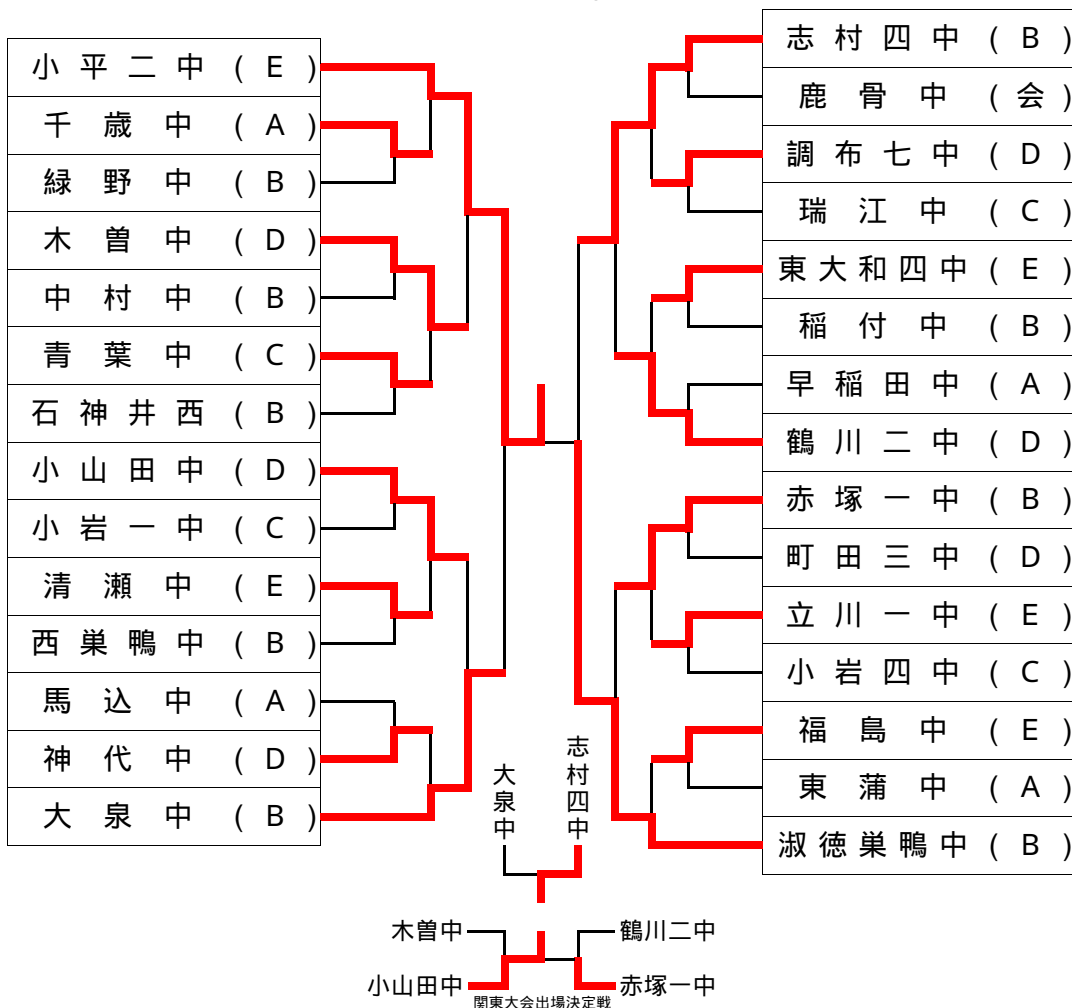 小平二中(E)
千歳中(A)
緑野中(B)
木曽中(D)
中村中(B)
青葉中(C)
石神井西(B)
小山田中(D)
小岩一中(C)
清瀬中(E)
西巣鴨中(B)
馬込中(A)
神代中(D)
大泉中(B)
志村四中(B)
鹿骨中(会)
調布七中(D)
瑞江中(C)
東大和四中(E)
稲付中(B)
早稲田中(A)
鶴川二中(D)
赤塚一中(B)
町田三中(D)
立川一中(E)
小岩四中(C)
福島中(E)
東蒲中(A)
淑徳巣鴨中(B)
大泉中
志村四中
木曽中
鶴川二中
小山田中
赤塚一中
関東大会出場決定戦